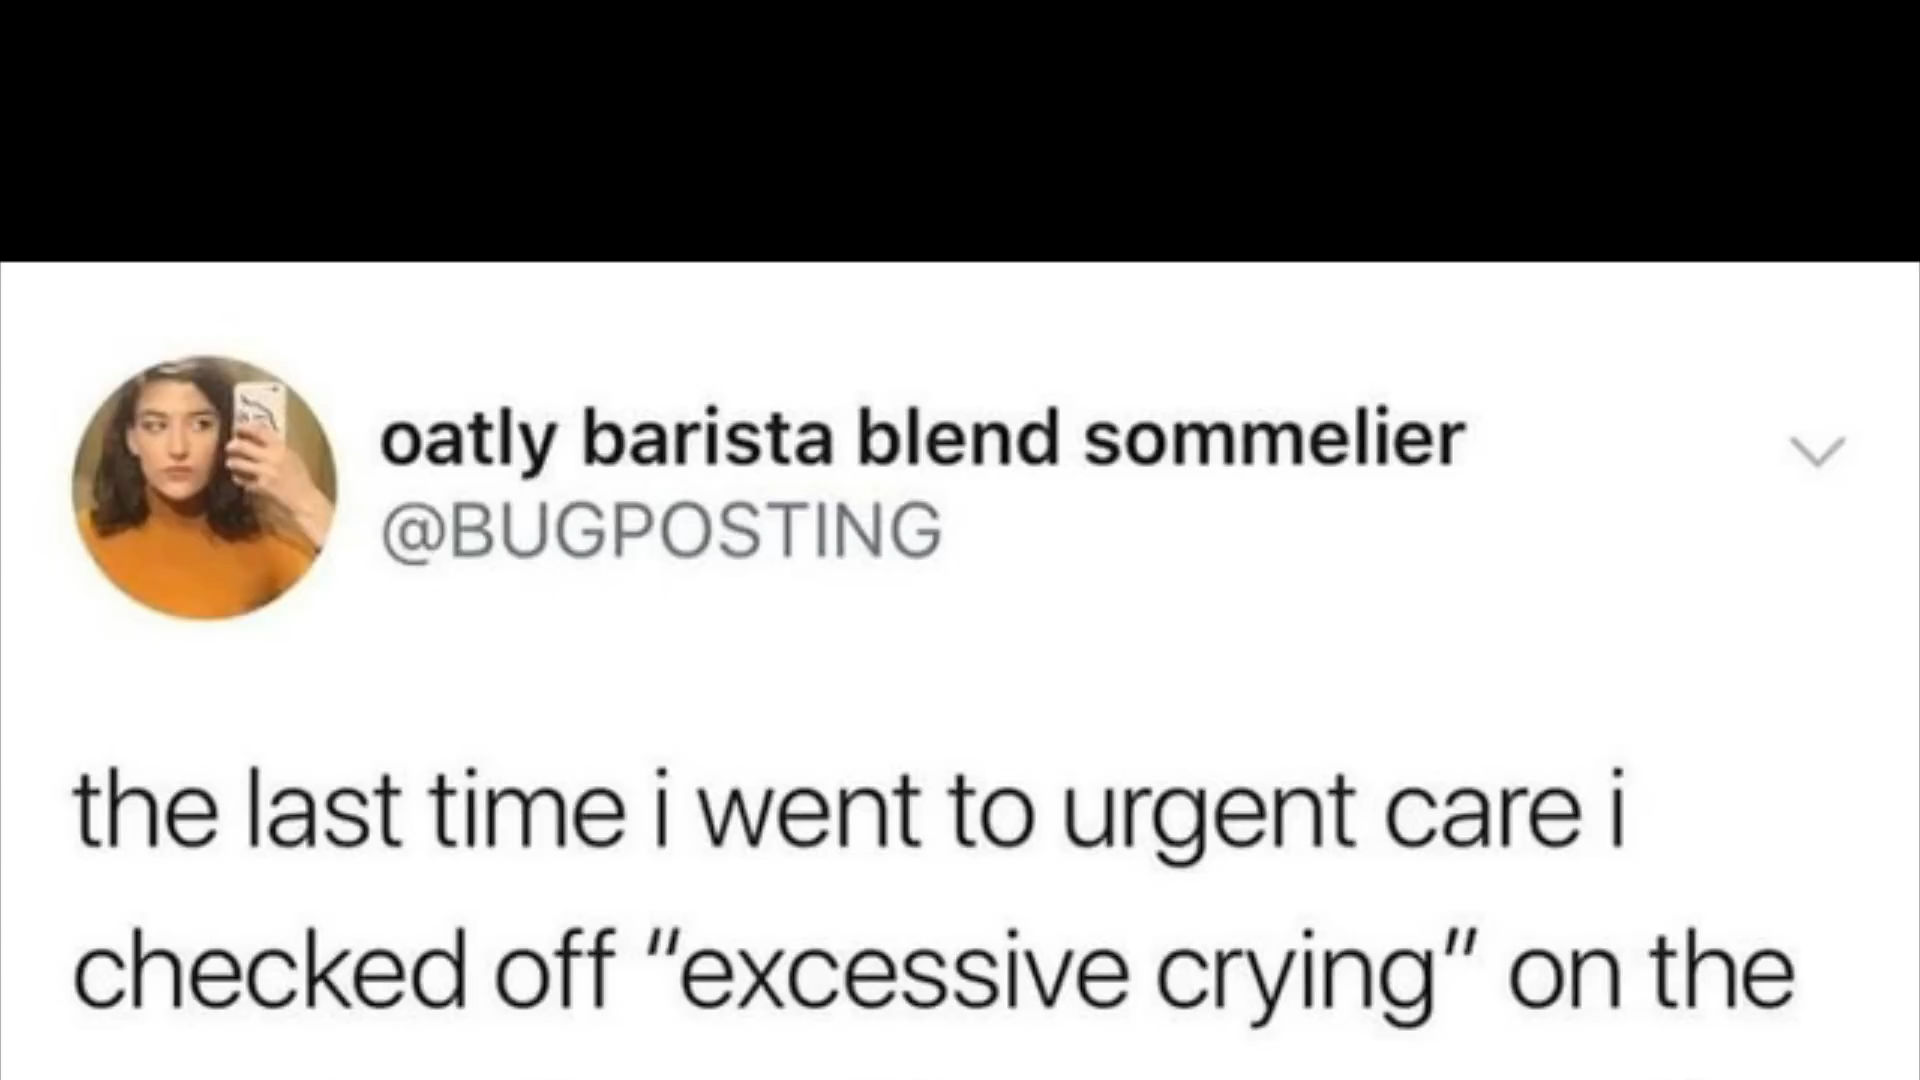 oatly barista blend sommelier
@BUGPOSTING
the last time i went to urgent care i
checked off "excessive crying" on the